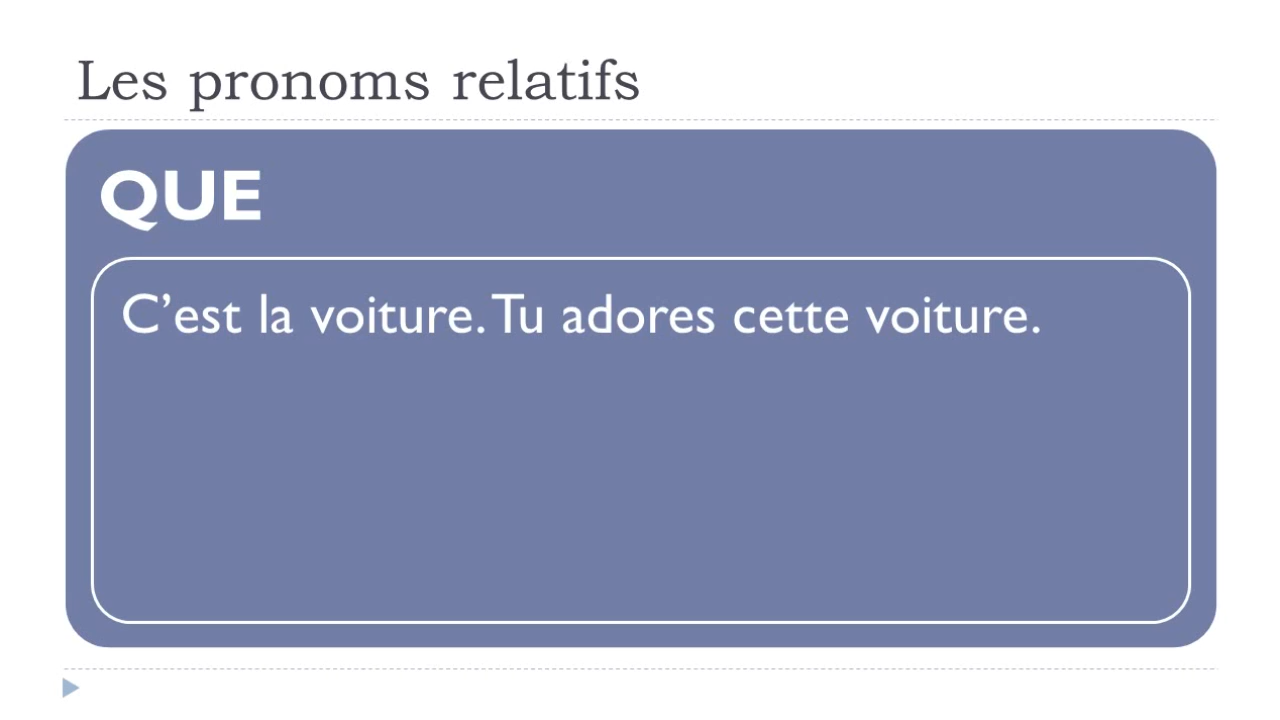 Les pronoms relatifs
QUE
C’est la voiture. Tu adores cette voiture.